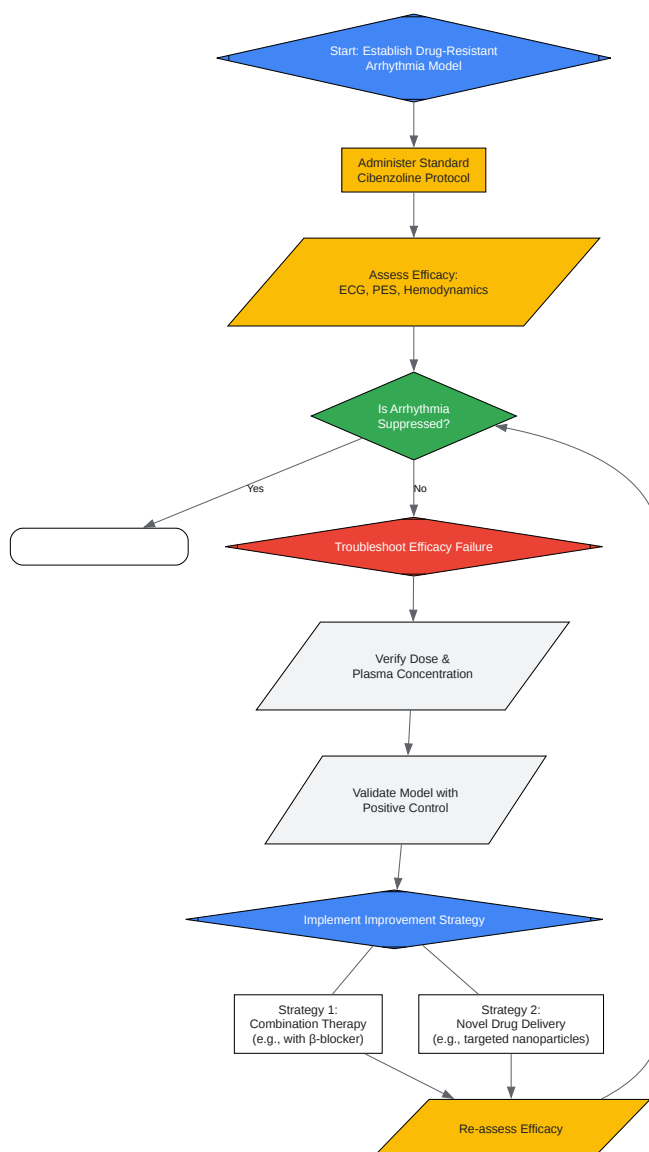 Start: Establish Drug-Resistant
Arrhythmia Model
Administer Standard
Cibenzoline Protocol
Assess Efficacy:
ECG, PES, Hemodynamics
Is Arrhythmia
Suppressed?
Yes
No
Troubleshoot Efficacy Failure
Verify Dose &
Plasma Concentration
Validate Model with
Positive Control
Implement Improvement Strategy
Strategy 1:
Combination Therapy
(e.g., with β-blocker)
Strategy 2:
Novel Drug Delivery
(e.g., targeted nanoparticles)
Re-assess Efficacy